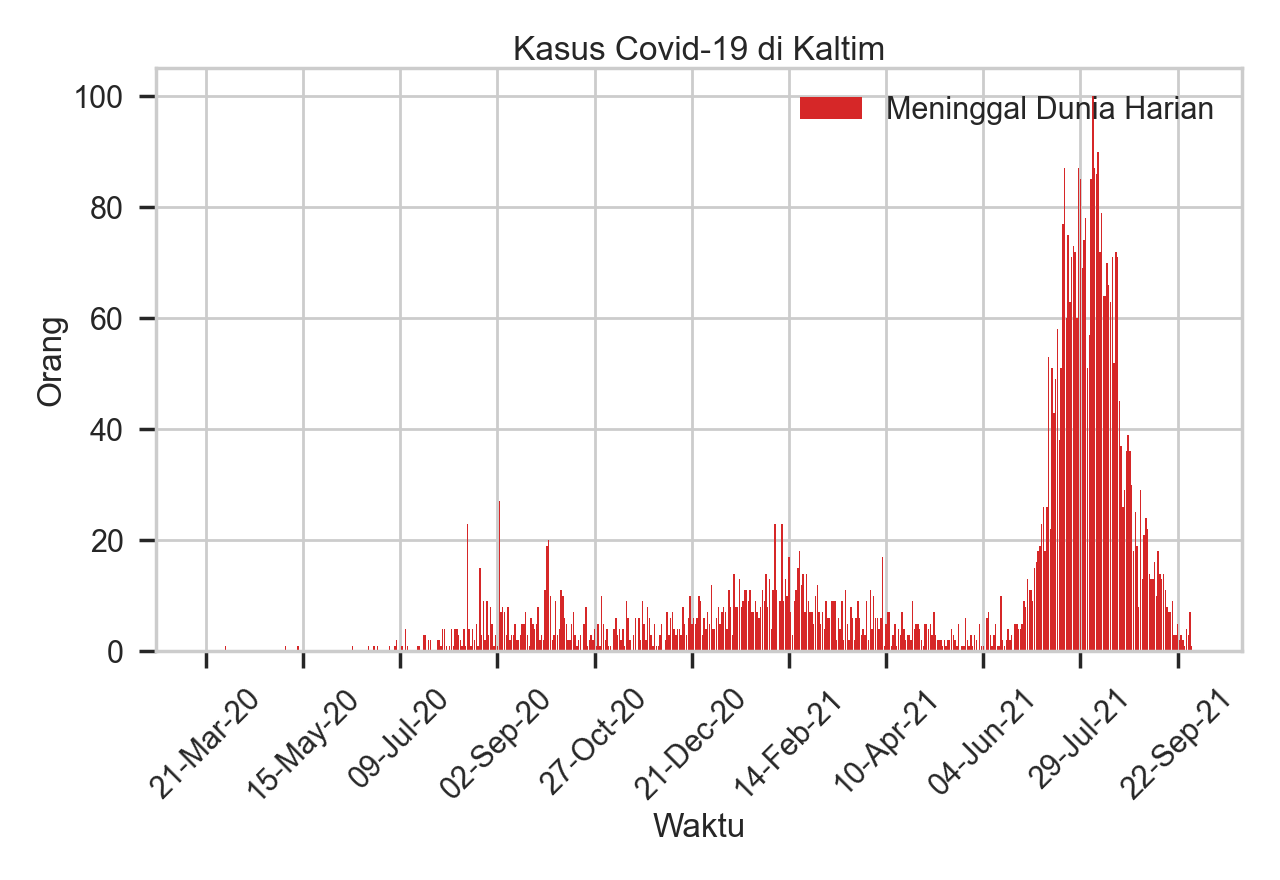 Kasus Covid-19 di Kaltim
Meninggal Dunia Harian
Orang
100
80
60
40
20
0
21-Mar-20
15-May-20
09-Jul-20
02-Sep-20
27-Oct-20
21-Dec-20
14-Feb-21
10-Apr-21
04-Jun-21
29-Jul-21
22-Sep-21
Waktu